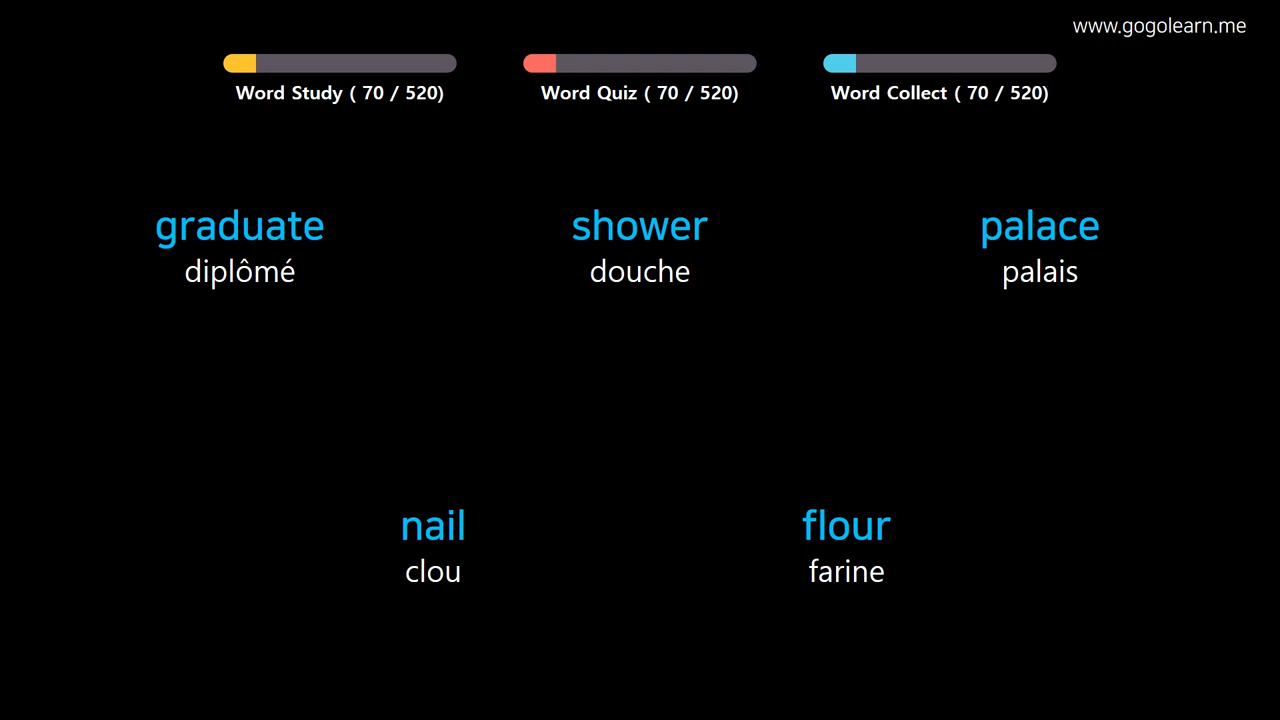 www.gogolearn.me
Word Study ( 70 / 520)
Word Quiz ( 70 / 520)
Word Collect ( 70 / 520)
graduate
diplômé
shower
douche
palace
palais
nail
clou
flour
farine